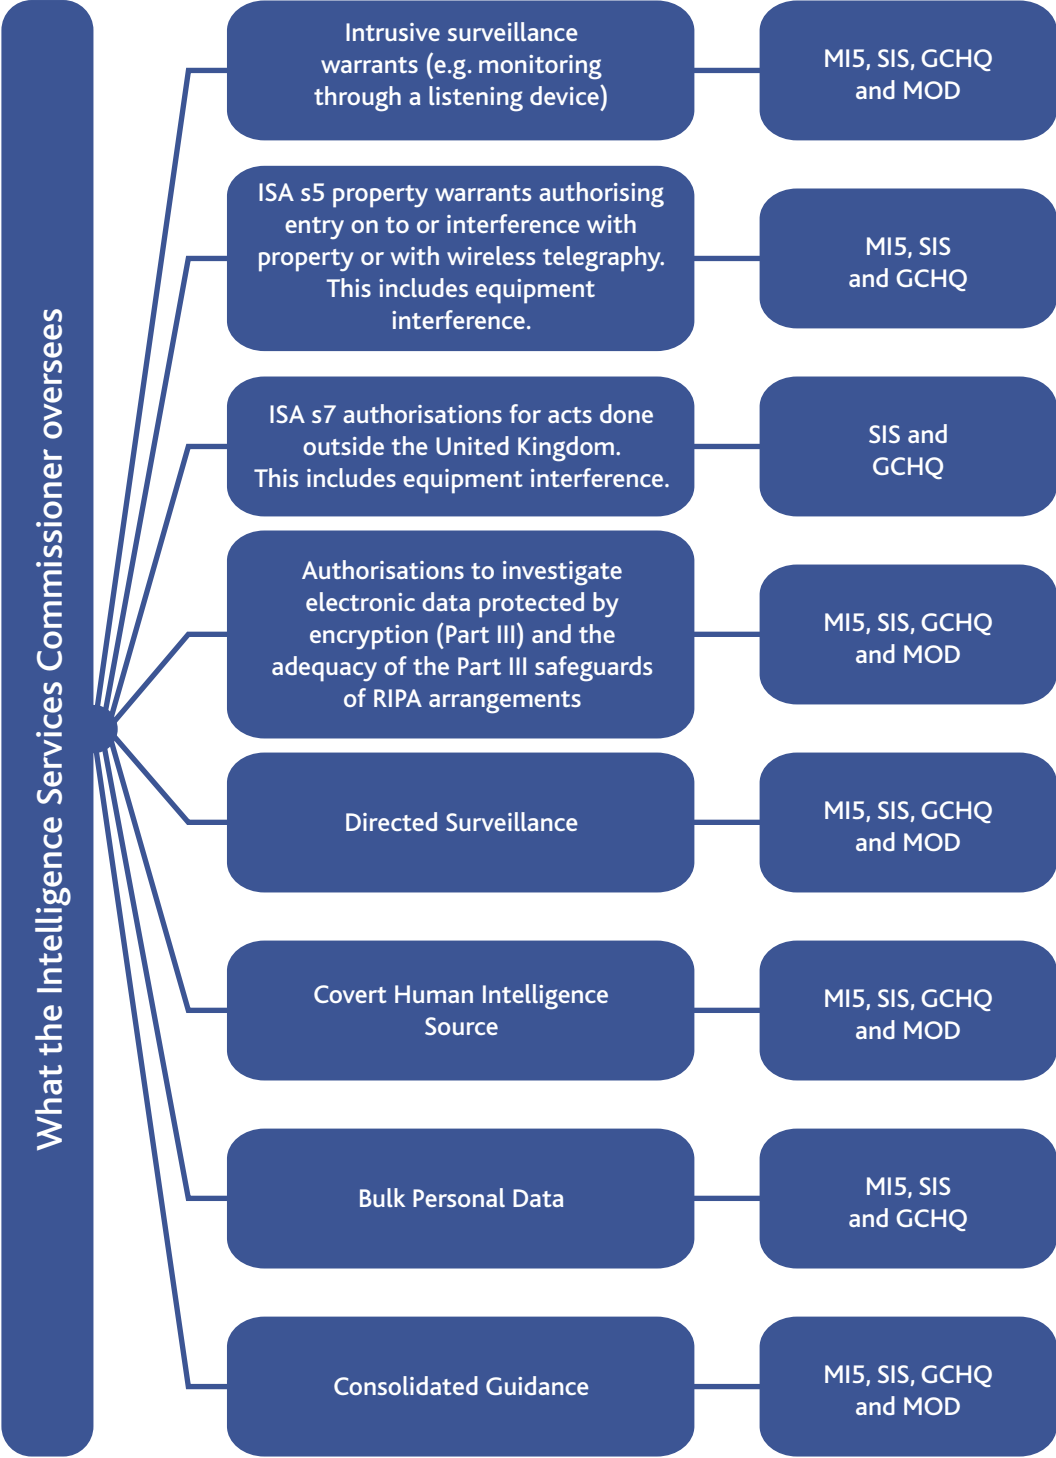 What the Intelligence Services Commissioner oversees
Intrusive surveillance
warrants (e.g. monitoring
through a listening device)
MI5, SIS, GCHQ
and MOD
ISA s5 property warrants authorising
entry on to or interference with
property or with wireless telegraphy.
This includes equipment
interference.
MI5, SIS
and GCHQ
ISA s7 authorisations for acts done
outside the United Kingdom.
This includes equipment interference.
SIS and
GCHQ
Authorisations to investigate
electronic data protected by
encryption (Part III) and the
adequacy of the Part III safeguards
of RIPA arrangements
MI5, SIS, GCHQ
and MOD
Directed Surveillance
MI5, SIS, GCHQ
and MOD
Covert Human Intelligence
Source
MI5, SIS, GCHQ
and MOD
Bulk Personal Data
MI5, SIS
and GCHQ
Consolidated Guidance
MI5, SIS, GCHQ
and MOD